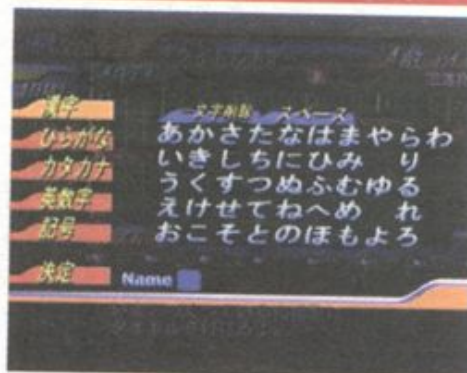 漢字
ひらがな
カタカナ
英数字
記号
決定
文字削除 スペース
あかさたなはまやらわ
いきしちにひみ り
うくすつぬふむゆる
えけせてねへめ れ
おこそとのほもよろ
Name